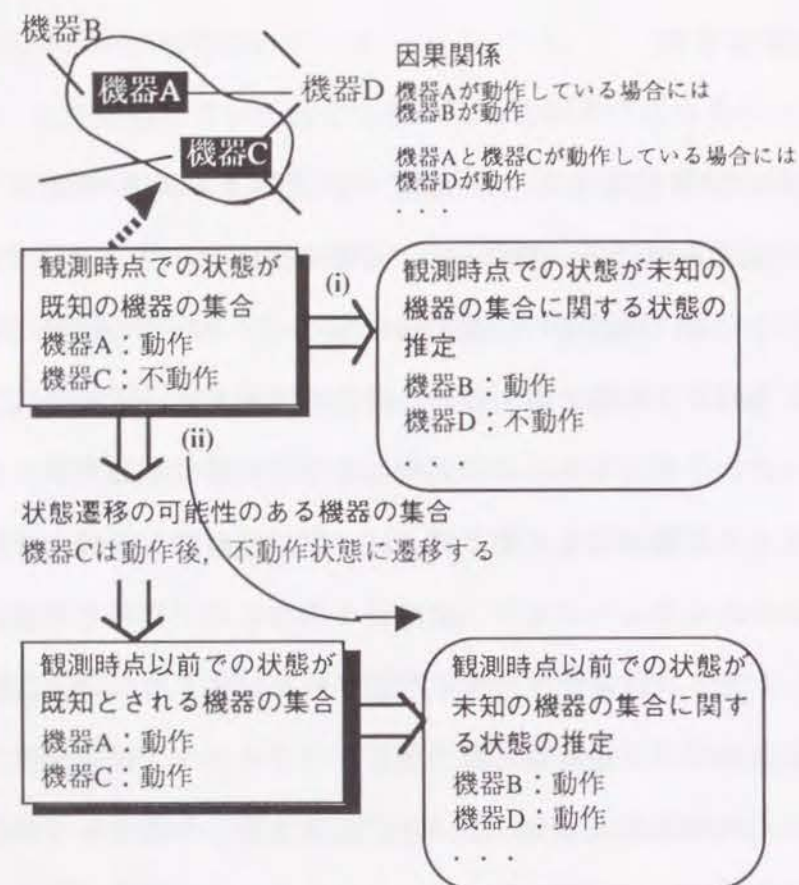 機器B
機器A
機器D
機器C
因果関係
機器Aが動作している場合には
機器Bが動作
機器Aと機器Cが動作している場合には
機器Dが動作
・・・
観測時点での状態が
既知の機器の集合
機器A：動作
機器C：不動作
(i)
観測時点での状態が未知の
機器の集合に関する状態の
推定
機器B：動作
機器D：不動作
・・・
(ii)
状態遷移の可能性のある機器の集合
機器Cは動作後，不動作状態に遷移する
観測時点以前での状態が
既知とされる機器の集合
機器A：動作
機器C：動作
観測時点以前での状態が
未知の機器の集合に関す
る状態の推定
機器B：動作
機器D：動作
・・・